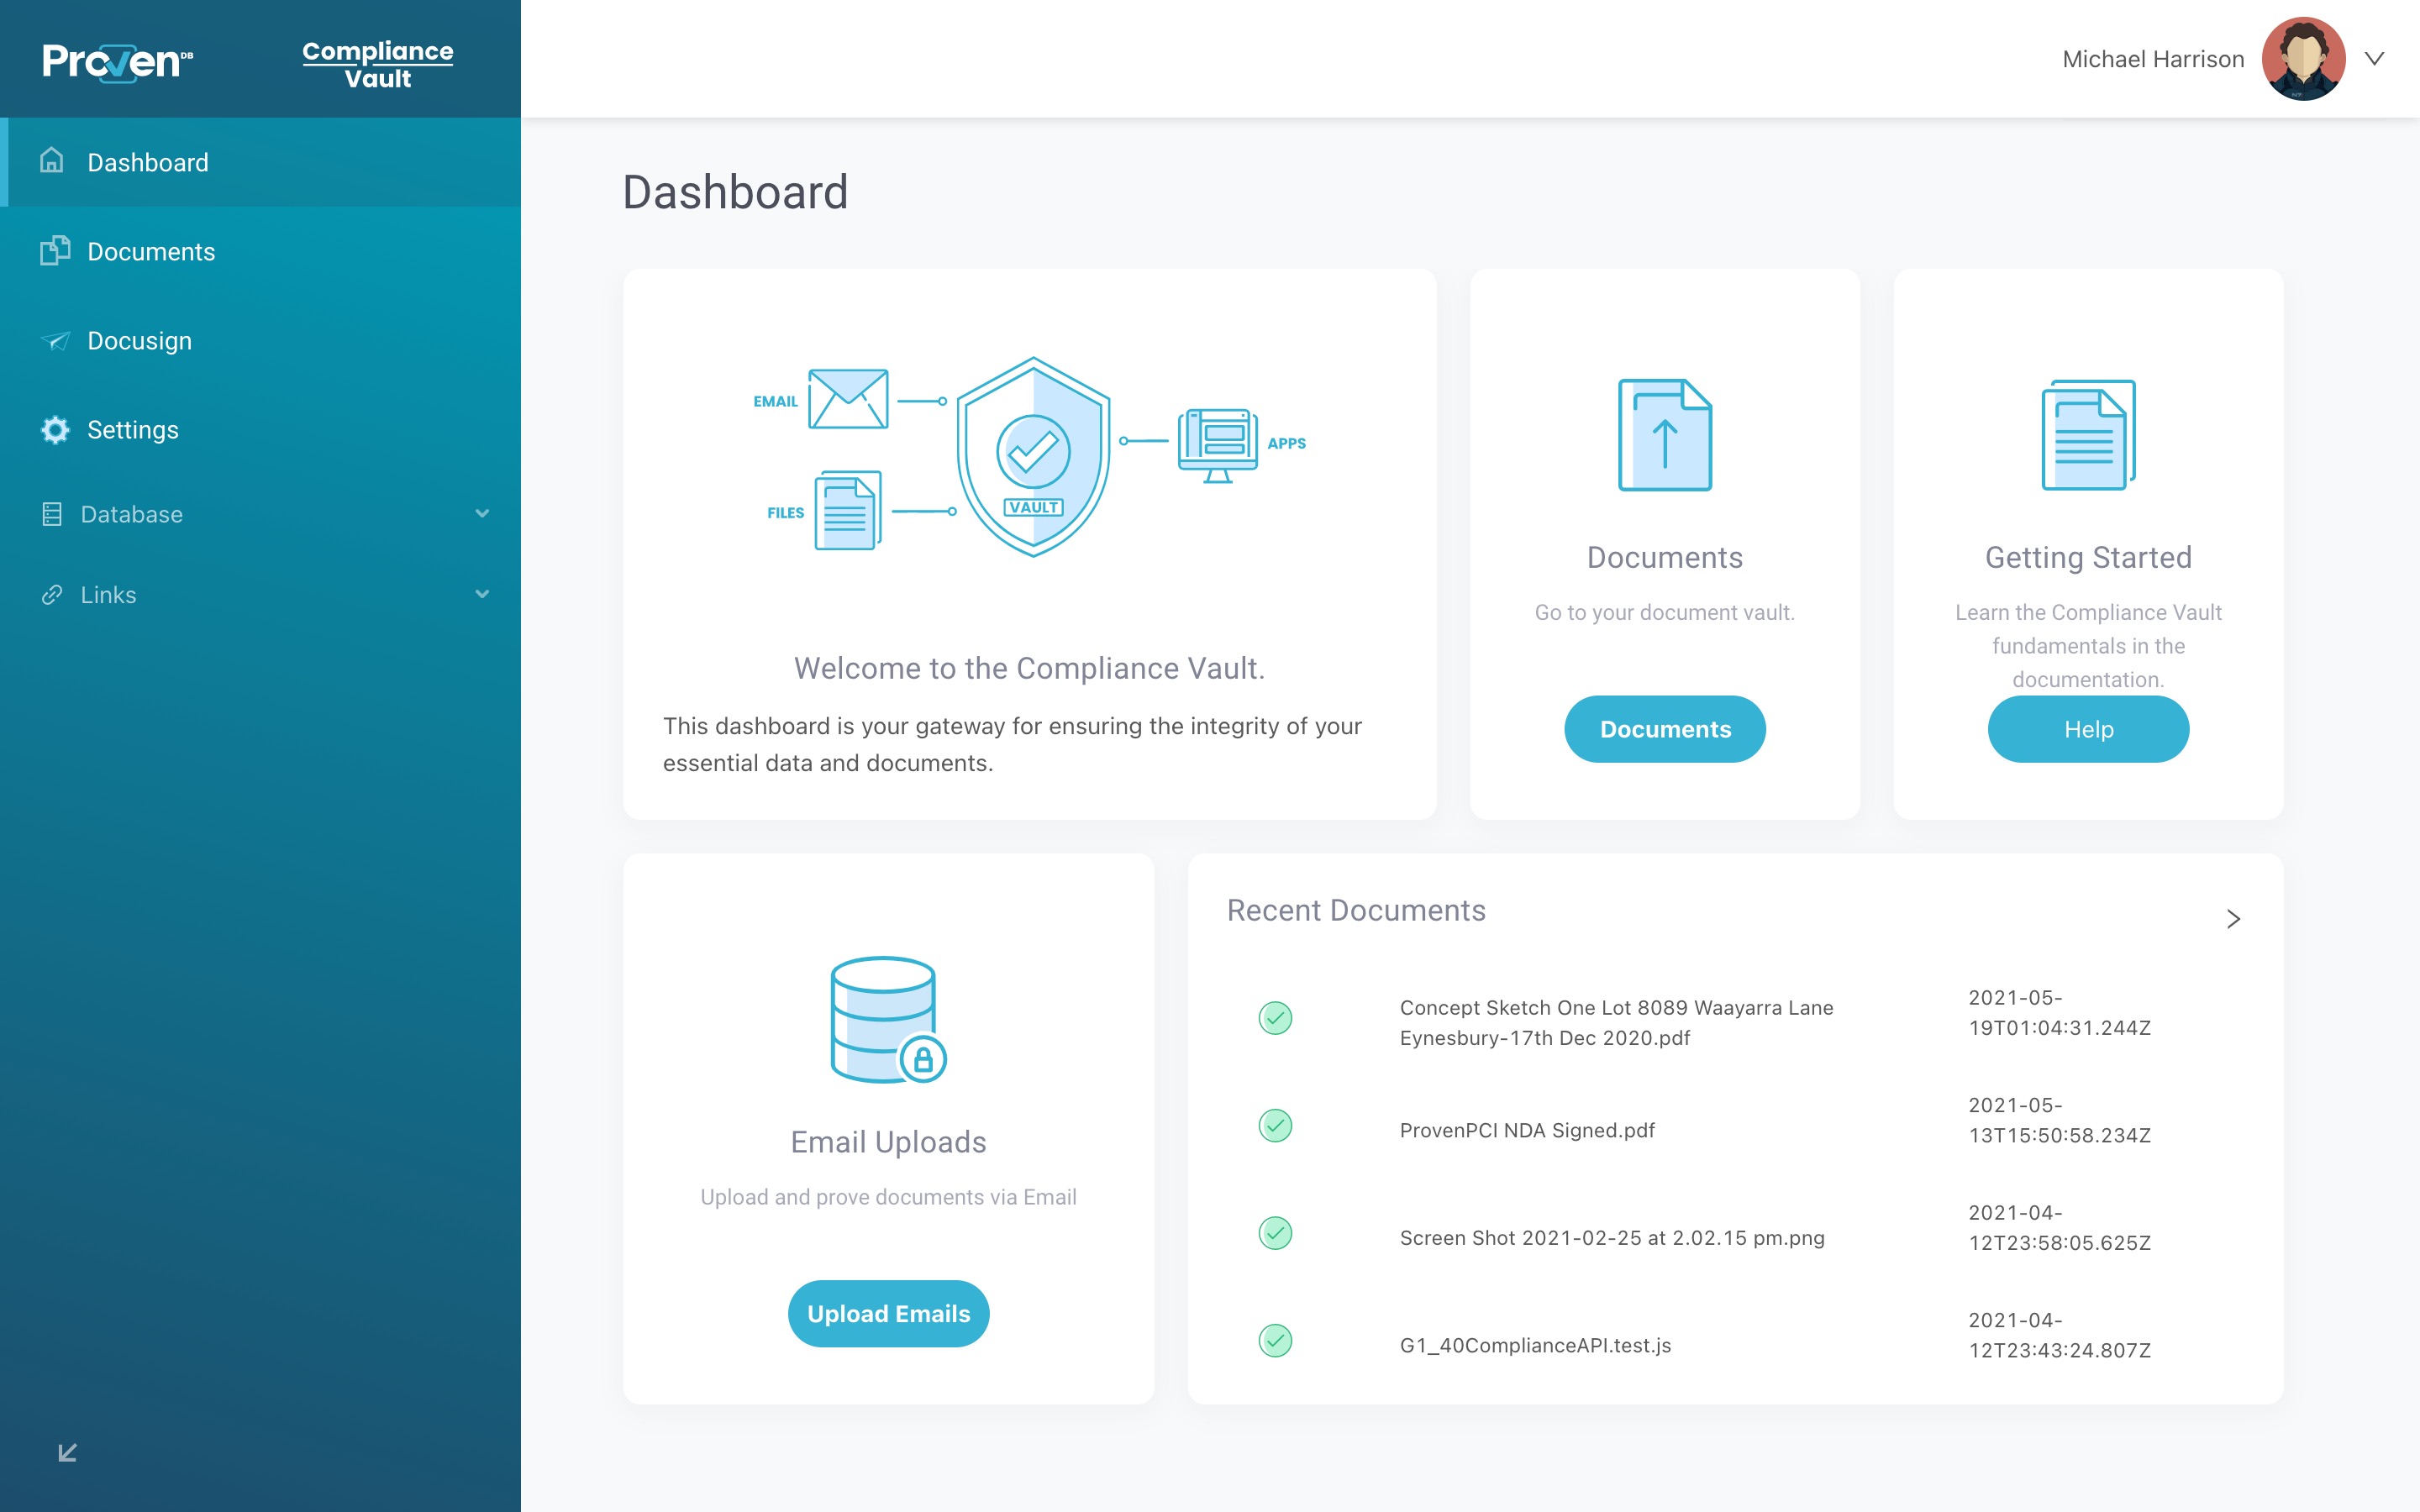 ProvenDB
Compliance
Vault
Michael Harrison
Dashboard
Documents
Docusign
Settings
Database
Links
Dashboard
EMAIL
FILES
VAULT
APPS
Welcome to the Compliance Vault.
This dashboard is your gateway for ensuring the integrity of your
essential data and documents.
Documents
Go to your document vault.
Documents
Getting Started
Learn the Compliance Vault
fundamentals in the
documentation.
Help
Email Uploads
Upload and prove documents via Email
Upload Emails
Recent Documents
Concept Sketch One Lot 8089 Waayarra Lane
Eynesbury-17th Dec 2020.pdf
2021-05-
19T01:04:31.244Z
ProvenPCI NDA Signed.pdf
2021-05-
13T15:50:58.234Z
Screen Shot 2021-02-25 at 2.02.15 pm.png
2021-04-
12T23:58:05.625Z
G1_40ComplianceAPI.test.js
2021-04-
12T23:43:24.807Z